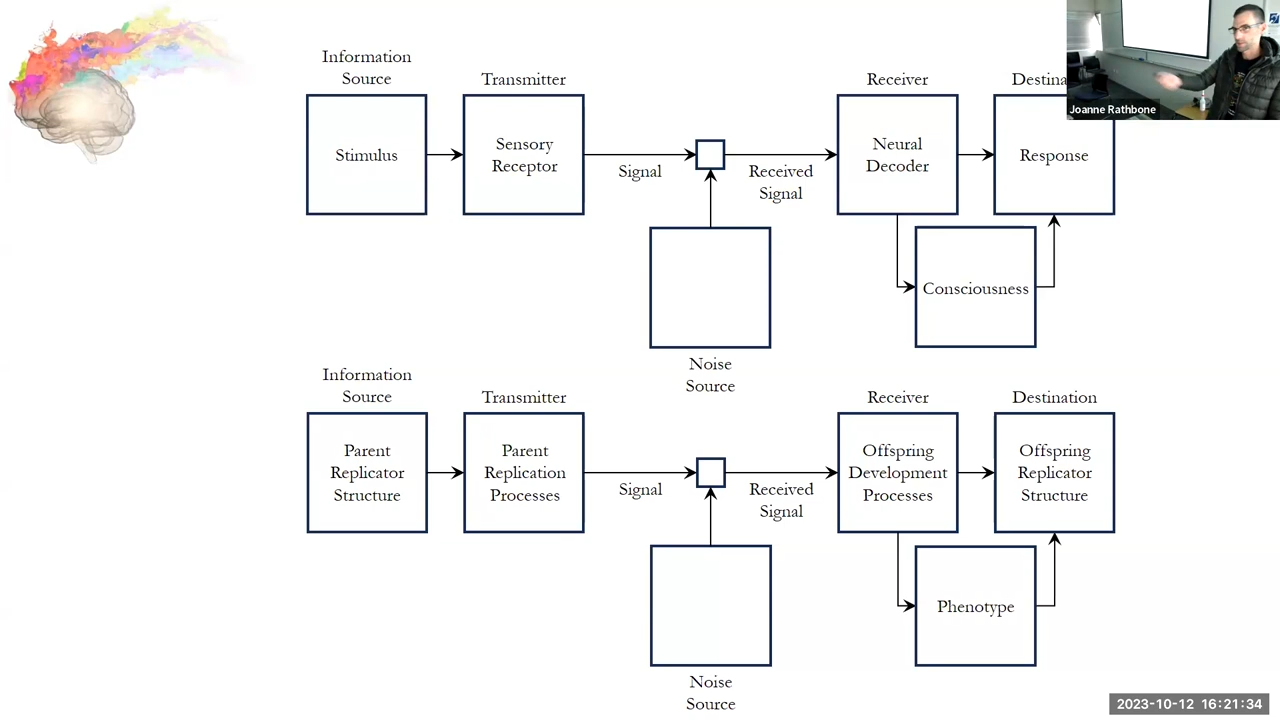 Information
Source
Transmitter
Receiver
Destina
Joanne Rathbone
Stimulus
Sensory
Receptor
Signal
Received
Signal
Neural
Decoder
Response
Consciousness
Noise
Source
Information
Source
Transmitter
Receiver
Destination
Parent
Replicator
Structure
Parent
Replication
Processes
Signal
Received
Signal
Offspring
Development
Processes
Offspring
Replicator
Structure
Phenotype
Noise
Source
2023-10-12 16:21:34